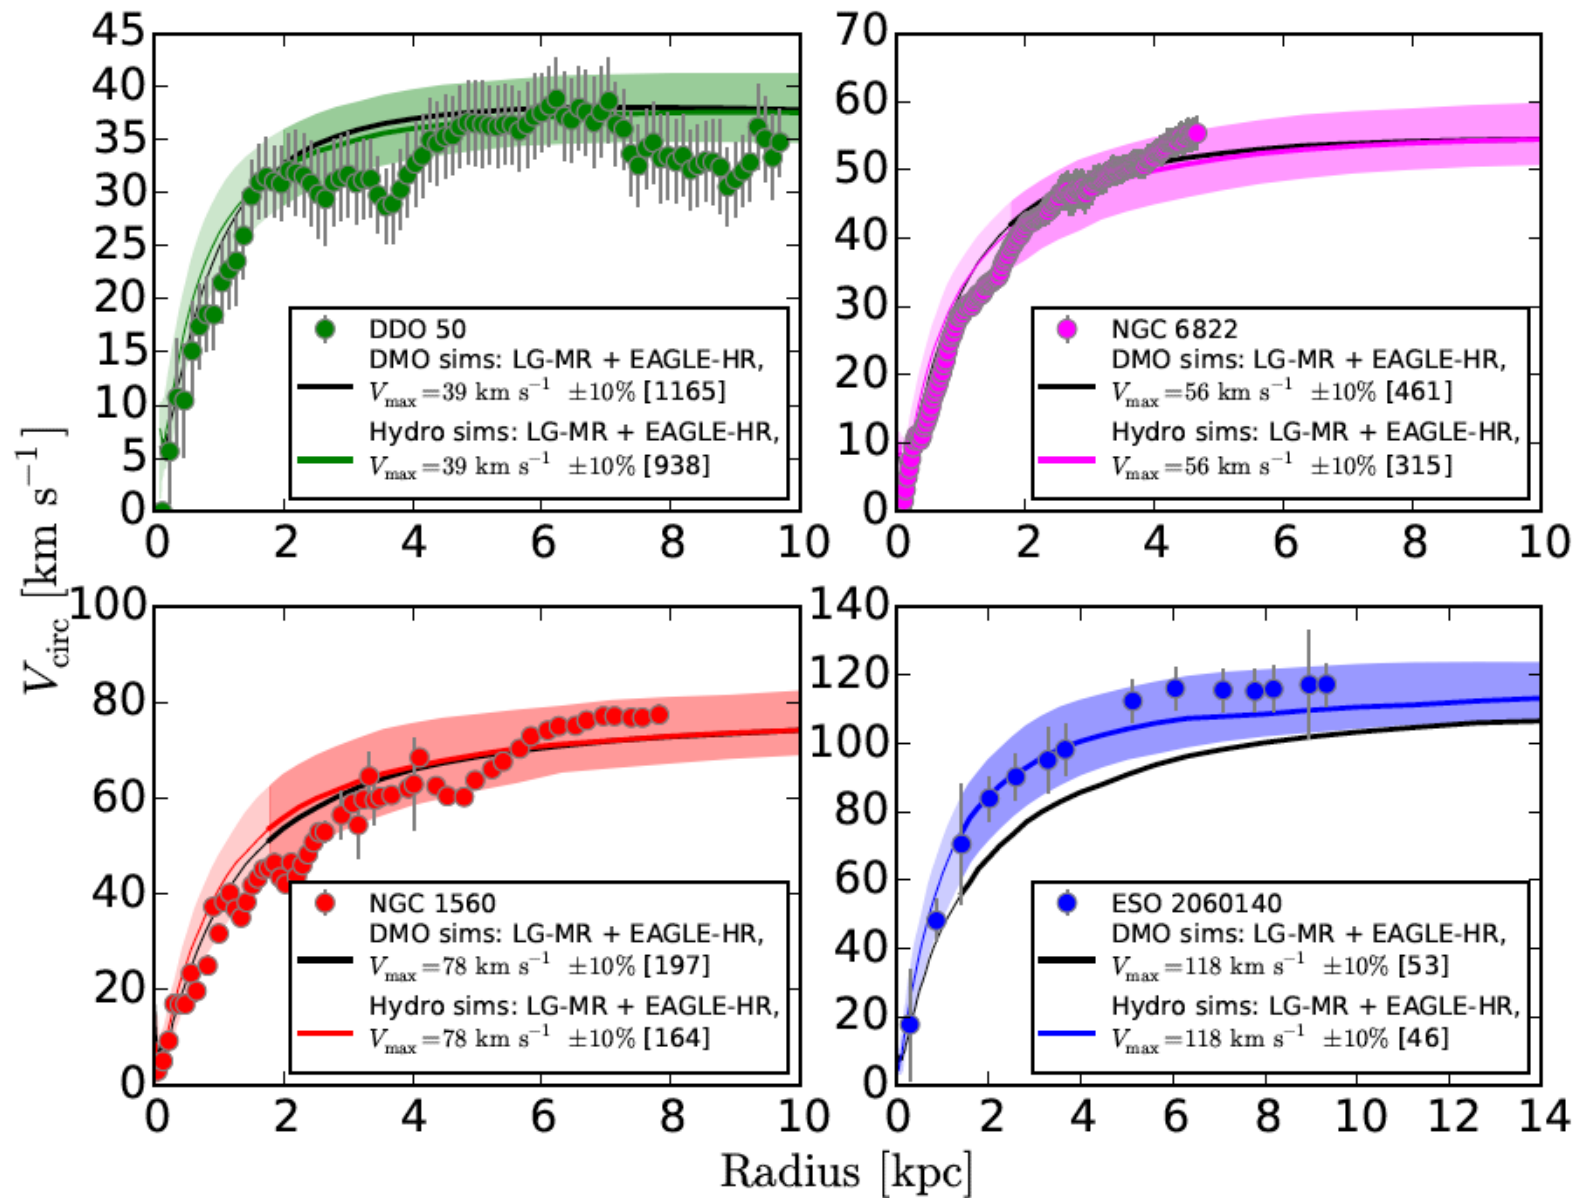 V_circ [km s⁻¹]
45
40
35
30
25
20
15
10
5
0
0 2 4 6 8 10
DDO 50
DMO sims: LG-MR + EAGLE-HR,
V_max=39 km s⁻¹ ±10% [1165]
Hydro sims: LG-MR + EAGLE-HR,
V_max=39 km s⁻¹ ±10% [938]
70
60
50
40
30
20
10
0
0 2 4 6 8 10
NGC 6822
DMO sims: LG-MR + EAGLE-HR,
V_max=56 km s⁻¹ ±10% [461]
Hydro sims: LG-MR + EAGLE-HR,
V_max=56 km s⁻¹ ±10% [315]
100
80
60
40
20
0
0 2 4 6 8 10
NGC 1560
DMO sims: LG-MR + EAGLE-HR,
V_max=78 km s⁻¹ ±10% [197]
Hydro sims: LG-MR + EAGLE-HR,
V_max=78 km s⁻¹ ±10% [164]
140
120
100
80
60
40
20
0
0 2 4 6 8 10 12 14
ESO 2060140
DMO sims: LG-MR + EAGLE-HR,
V_max=118 km s⁻¹ ±10% [53]
Hydro sims: LG-MR + EAGLE-HR,
V_max=118 km s⁻¹ ±10% [46]
Radius [kpc]